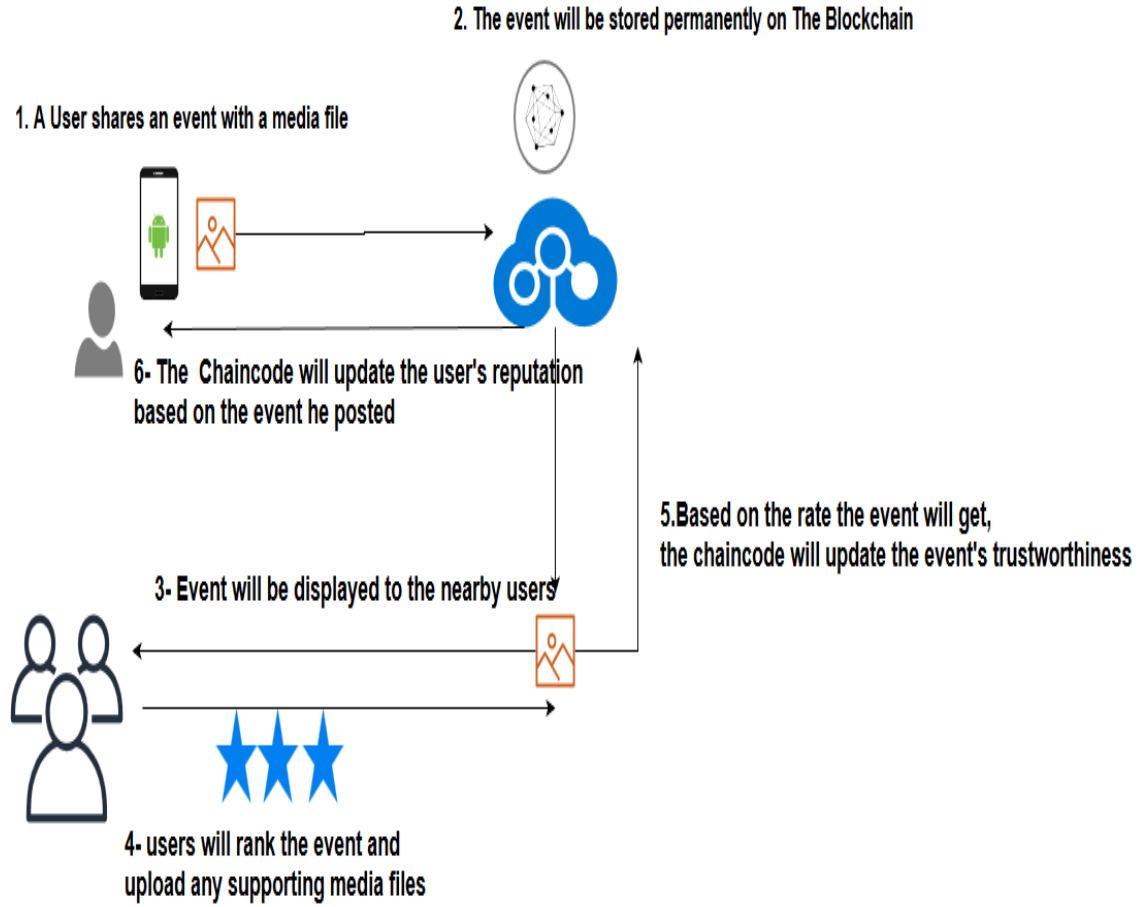 2. The event will be stored permanently on The Blockchain
1. A User shares an event with a media file
6- The Chaincode will update the user's reputation
based on the event he posted
5.Based on the rate the event will get,
the chaincode will update the event's trustworthiness
3- Event will be displayed to the nearby users
4- users will rank the event and
upload any supporting media files